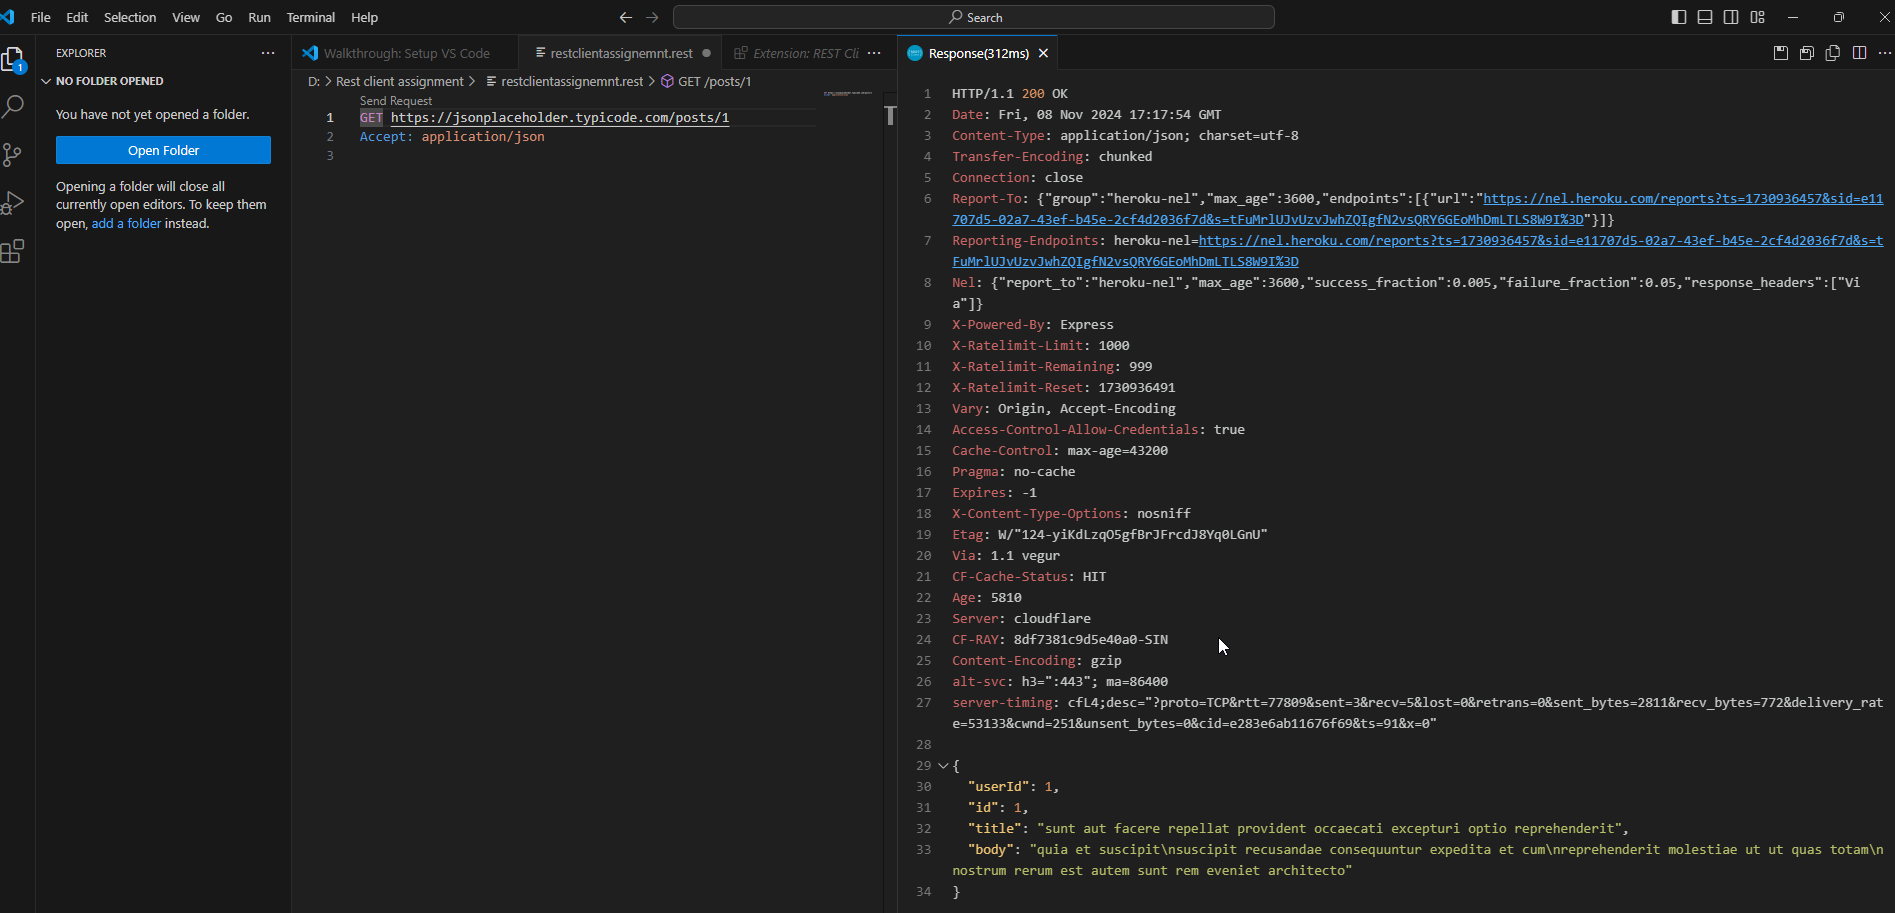 File Edit Selection View Go Run Terminal Help
Search
EXPLORER
NO FOLDER OPENED
You have not yet opened a folder.
Open Folder
Opening a folder will close all
currently open editors. To keep them
open, add a folder instead.
1
Walkthrough: Setup VS Code
restclientassignemnt.rest
Extension: REST Cli
D: > Rest client assignment > restclientassignemnt.rest > GET /posts/1
Send Request
1 GET https://jsonplaceholder.typicode.com/posts/1
2 Accept: application/json
3
Response(312ms)
1 HTTP/1.1 200 OK
2 Date: Fri, 08 Nov 2024 17:17:54 GMT
3 Content-Type: application/json; charset=utf-8
4 Transfer-Encoding: chunked
5 Connection: close
6 Report-To: {"group":"heroku-nel","max_age":3600,"endpoints":[{"url":"https://nel.heroku.com/reports?ts=1730936457&sid=e11
707d5-02a7-43ef-b45e-2cf4d2036f7d&s=tFuMrlUJvUzvJwhZQIgfN2vsQRY6GEoMhDmLTLS8W9I%3D"}]}
7 Reporting-Endpoints: heroku-nel=https://nel.heroku.com/reports?ts=1730936457&sid=e11707d5-02a7-43ef-b45e-2cf4d2036f7d&s=t
FuMrlUJvUzvJwhZQIgfN2vsQRY6GEoMhDmLTLS8W9I%3D
8 Nel: {"report_to":"heroku-nel","max_age":3600,"success_fraction":0.005,"failure_fraction":0.05,"response_headers":["Vi
a"]}
9 X-Powered-By: Express
10 X-Ratelimit-Limit: 1000
11 X-Ratelimit-Remaining: 999
12 X-Ratelimit-Reset: 1730936491
13 Vary: Origin, Accept-Encoding
14 Access-Control-Allow-Credentials: true
15 Cache-Control: max-age=43200
16 Pragma: no-cache
17 Expires: -1
18 X-Content-Type-Options: nosniff
19 Etag: W/"124-yiKdLzqO5gfBrJFrcdJ8Yq0LGnU"
20 Via: 1.1 vegur
21 CF-Cache-Status: HIT
22 Age: 5810
23 Server: cloudflare
24 CF-RAY: 8df7381c9d5e40a0-SIN
25 Content-Encoding: gzip
26 alt-svc: h3=":443"; ma=86400
27 server-timing: cfL4;desc="?proto=TCP&rtt=77809&sent=3&recv=5&lost=0&retrans=0&sent_bytes=2811&recv_bytes=772&delivery_rat
e=53133&cwnd=251&unsent_bytes=0&cid=e283e6ab11676f69&ts=91&x=0"
28
29 {
30 "userId": 1,
31 "id": 1,
32 "title": "sunt aut facere repellat provident occaecati excepturi optio reprehenderit",
33 "body": "quia et suscipit\nsuscipit recusandae consequuntur expedita et cum\nreprehenderit molestiae ut ut quas totam\n
nostrum rerum est autem sunt rem eveniet architecto"
34 }